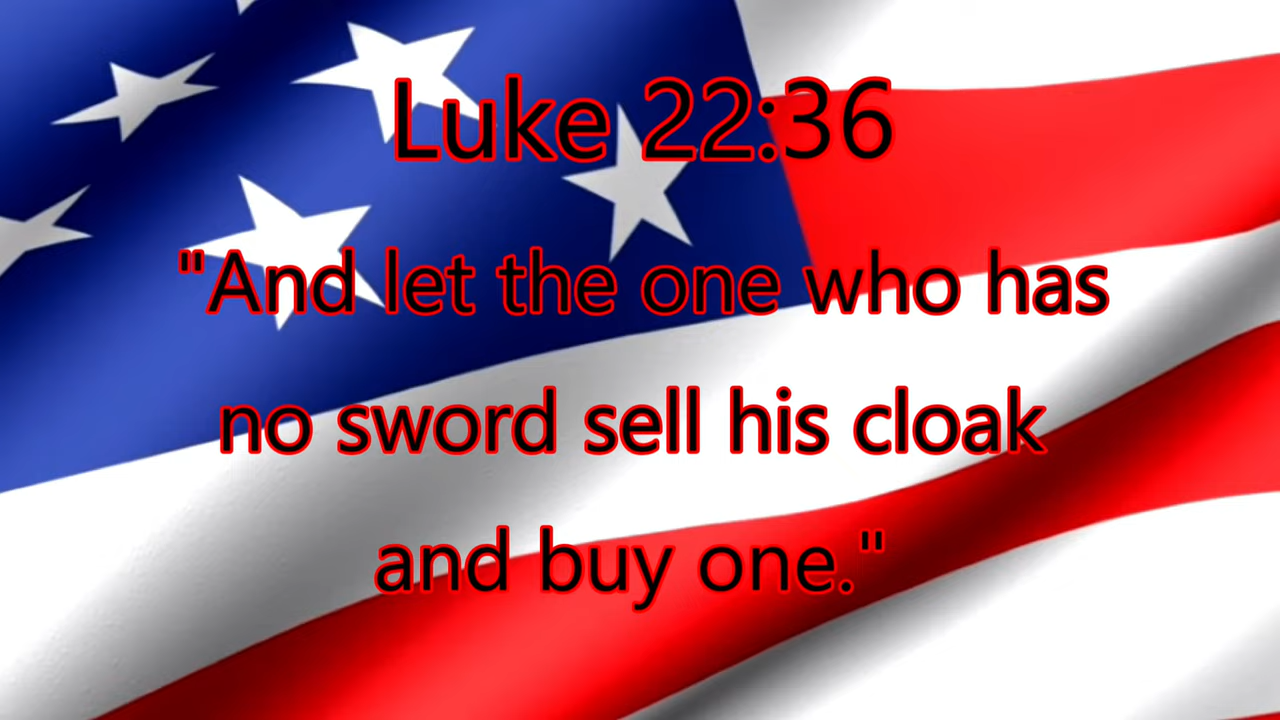 Luke 22:36
"And let the one who has
no sword sell his cloak
and buy one."